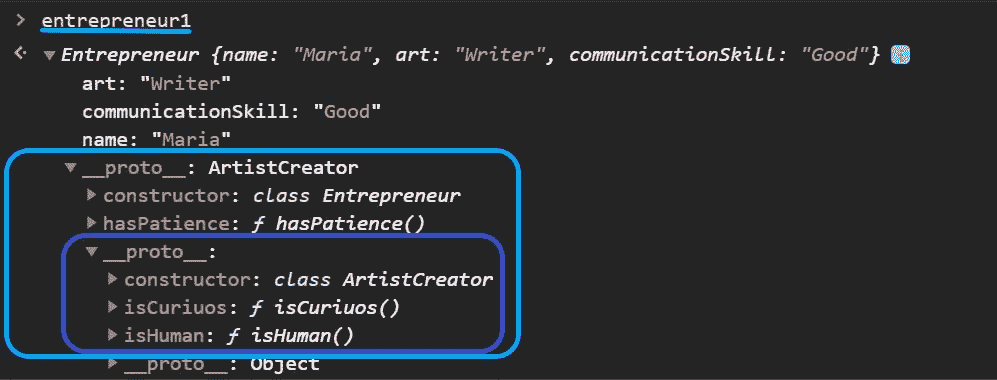 > entrepreneur1
Entrepreneur {name: "Maria", art: "Writer", communicationSkill: "Good"} i
art: "Writer"
communicationSkill: "Good"
name: "Maria"
__proto__: ArtistCreator
constructor: class Entrepreneur
hasPatience: ƒ hasPatience()
__proto__:
constructor: class ArtistCreator
isCuriuos: ƒ isCuriuos()
isHuman: ƒ isHuman()
__proto__: Object